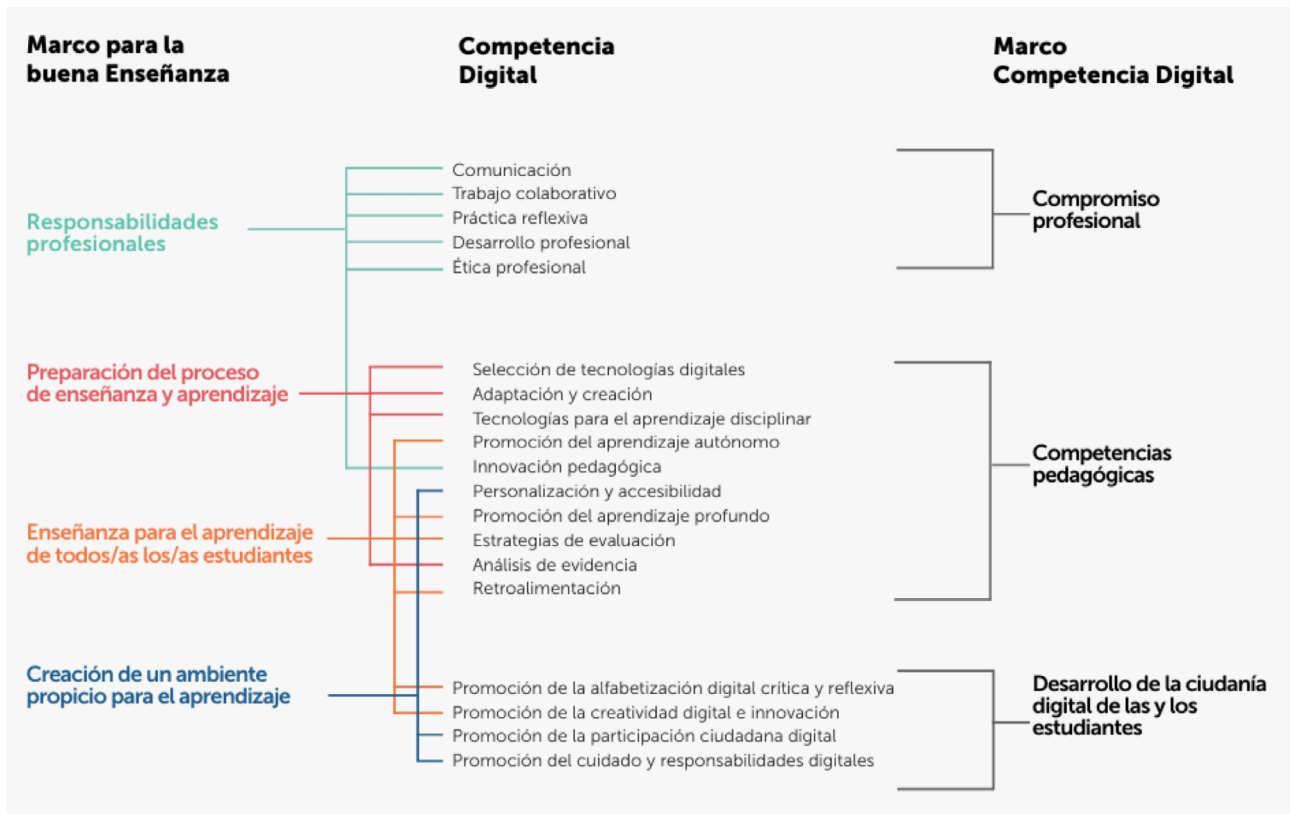 Marco para la
buena Enseñanza
Competencia
Digital
Marco
Competencia Digital
Responsabilidades
profesionales
Comunicación
Trabajo colaborativo
Práctica reflexiva
Desarrollo profesional
Ética profesional
Compromiso
profesional
Preparación del proceso
de enseñanza y aprendizaje
Enseñanza para el aprendizaje
de todos/as los/as estudiantes
Selección de tecnologías digitales
Adaptación y creación
Tecnologías para el aprendizaje disciplinar
Promoción del aprendizaje autónomo
Innovación pedagógica
Personalización y accesibilidad
Promoción del aprendizaje profundo
Estrategias de evaluación
Análisis de evidencia
Retroalimentación
Competencias
pedagógicas
Creación de un ambiente
propicio para el aprendizaje
Promoción de la alfabetización digital crítica y reflexiva
Promoción de la creatividad digital e innovación
Promoción de la participación ciudadana digital
Promoción del cuidado y responsabilidades digitales
Desarrollo de la ciudanía
digital de las y los
estudiantes